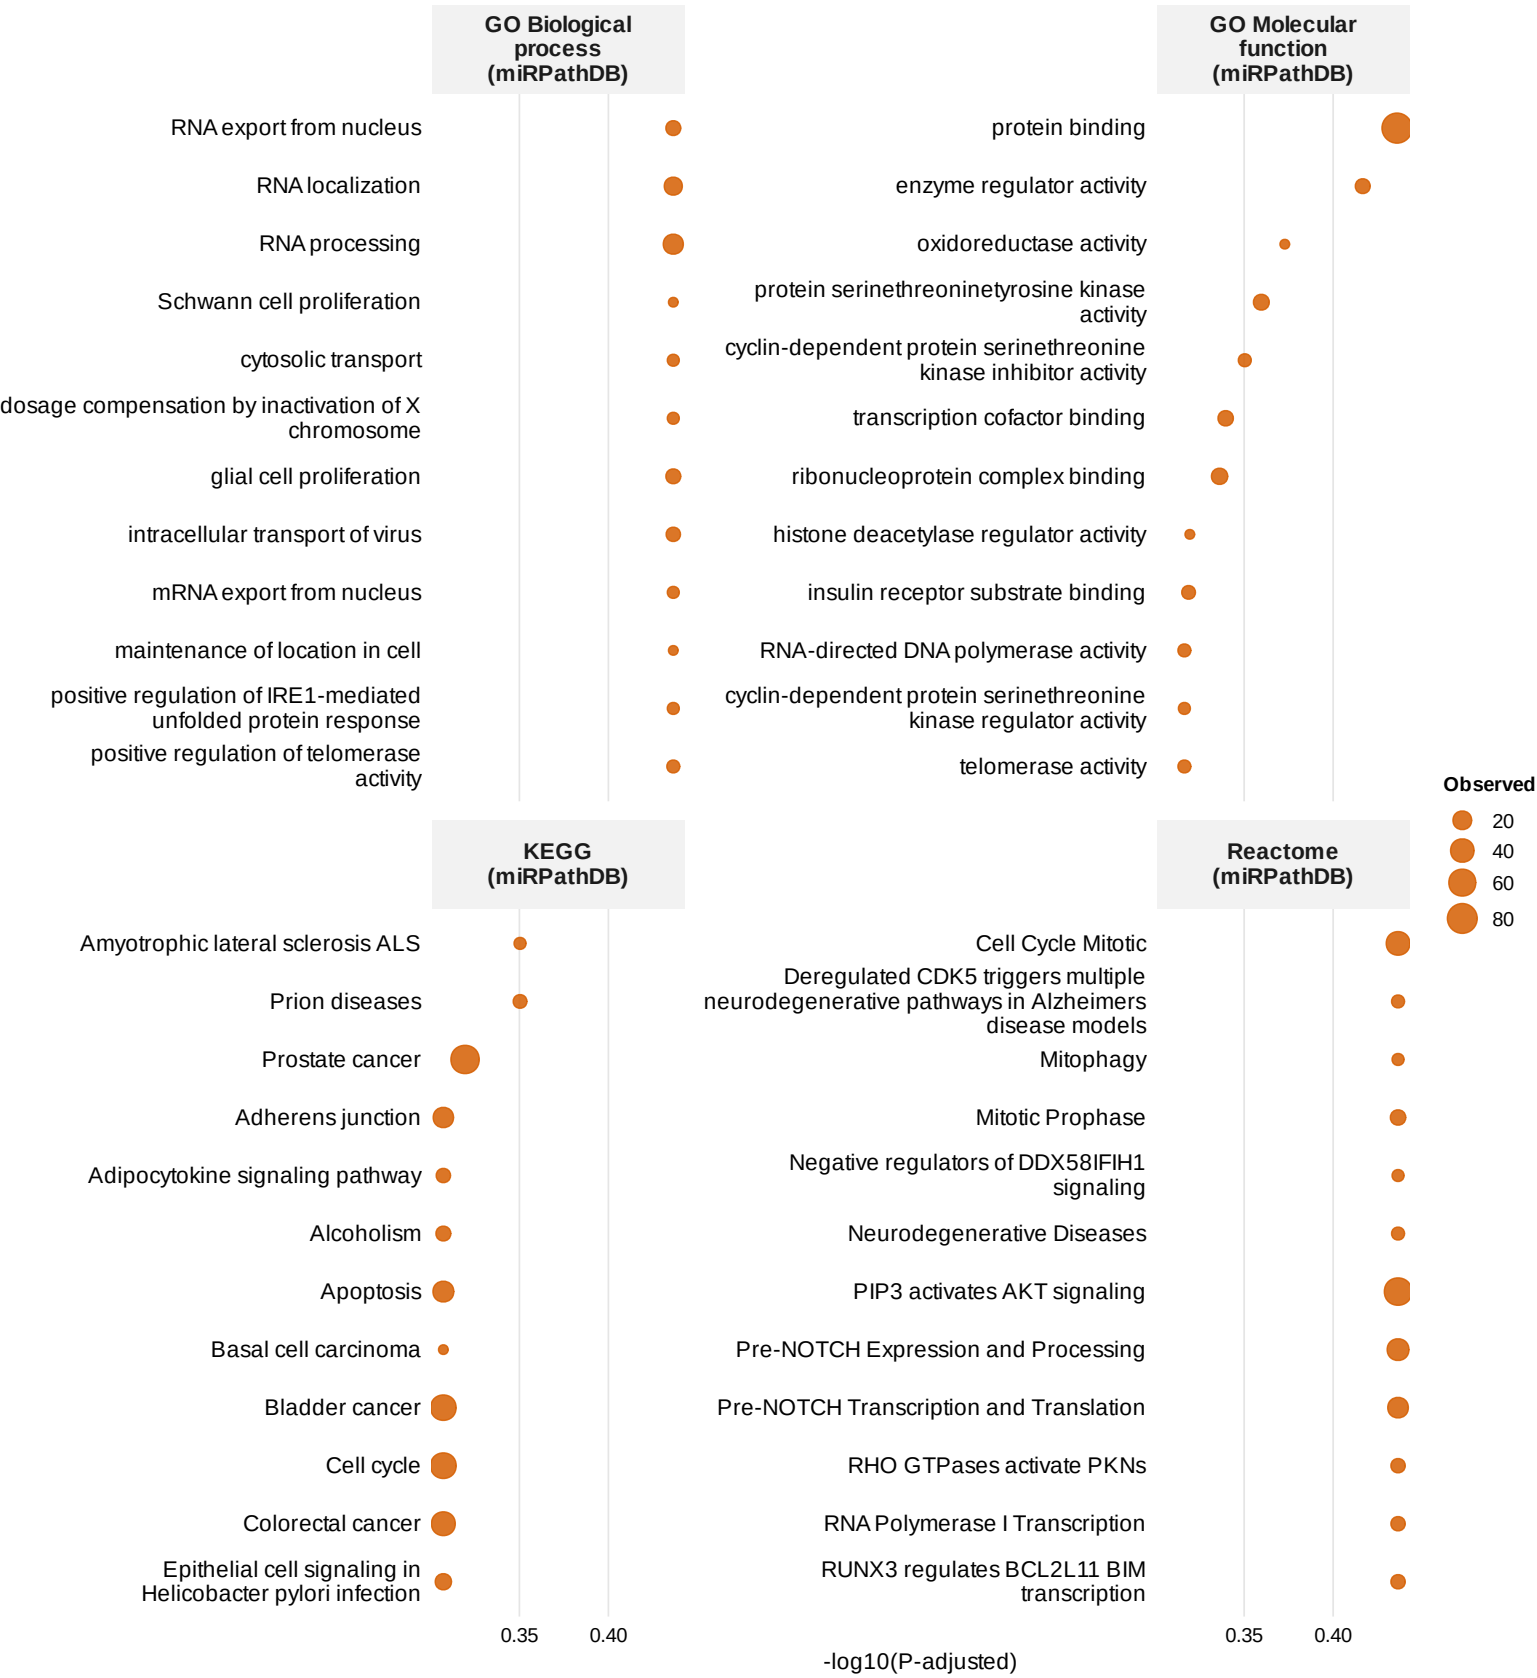 GO Biological
process
(miRPathDB)
RNA export from nucleus
RNA localization
RNA processing
Schwann cell proliferation
cytosolic transport
dosage compensation by inactivation of X
chromosome
glial cell proliferation
intracellular transport of virus
mRNA export from nucleus
maintenance of location in cell
positive regulation of IRE1-mediated
unfolded protein response
positive regulation of telomerase
activity
GO Molecular
function
(miRPathDB)
protein binding
enzyme regulator activity
oxidoreductase activity
protein serinethreoninetyrosine kinase
activity
cyclin-dependent protein serinethreonine
kinase inhibitor activity
transcription cofactor binding
ribonucleoprotein complex binding
histone deacetylase regulator activity
insulin receptor substrate binding
RNA-directed DNA polymerase activity
cyclin-dependent protein serinethreonine
kinase regulator activity
telomerase activity
KEGG
(miRPathDB)
Amyotrophic lateral sclerosis ALS
Prion diseases
Prostate cancer
Adherens junction
Adipocytokine signaling pathway
Alcoholism
Apoptosis
Basal cell carcinoma
Bladder cancer
Cell cycle
Colorectal cancer
Epithelial cell signaling in
Helicobacter pylori infection
0.35 0.40
Reactome
(miRPathDB)
Cell Cycle Mitotic
Deregulated CDK5 triggers multiple
neurodegenerative pathways in Alzheimers
disease models
Mitophagy
Mitotic Prophase
Negative regulators of DDX58IFIH1
signaling
Neurodegenerative Diseases
PIP3 activates AKT signaling
Pre-NOTCH Expression and Processing
Pre-NOTCH Transcription and Translation
RHO GTPases activate PKNs
RNA Polymerase I Transcription
RUNX3 regulates BCL2L11 BIM
transcription
0.35 0.40
-log10(P-adjusted)
Observed
20
40
60
80